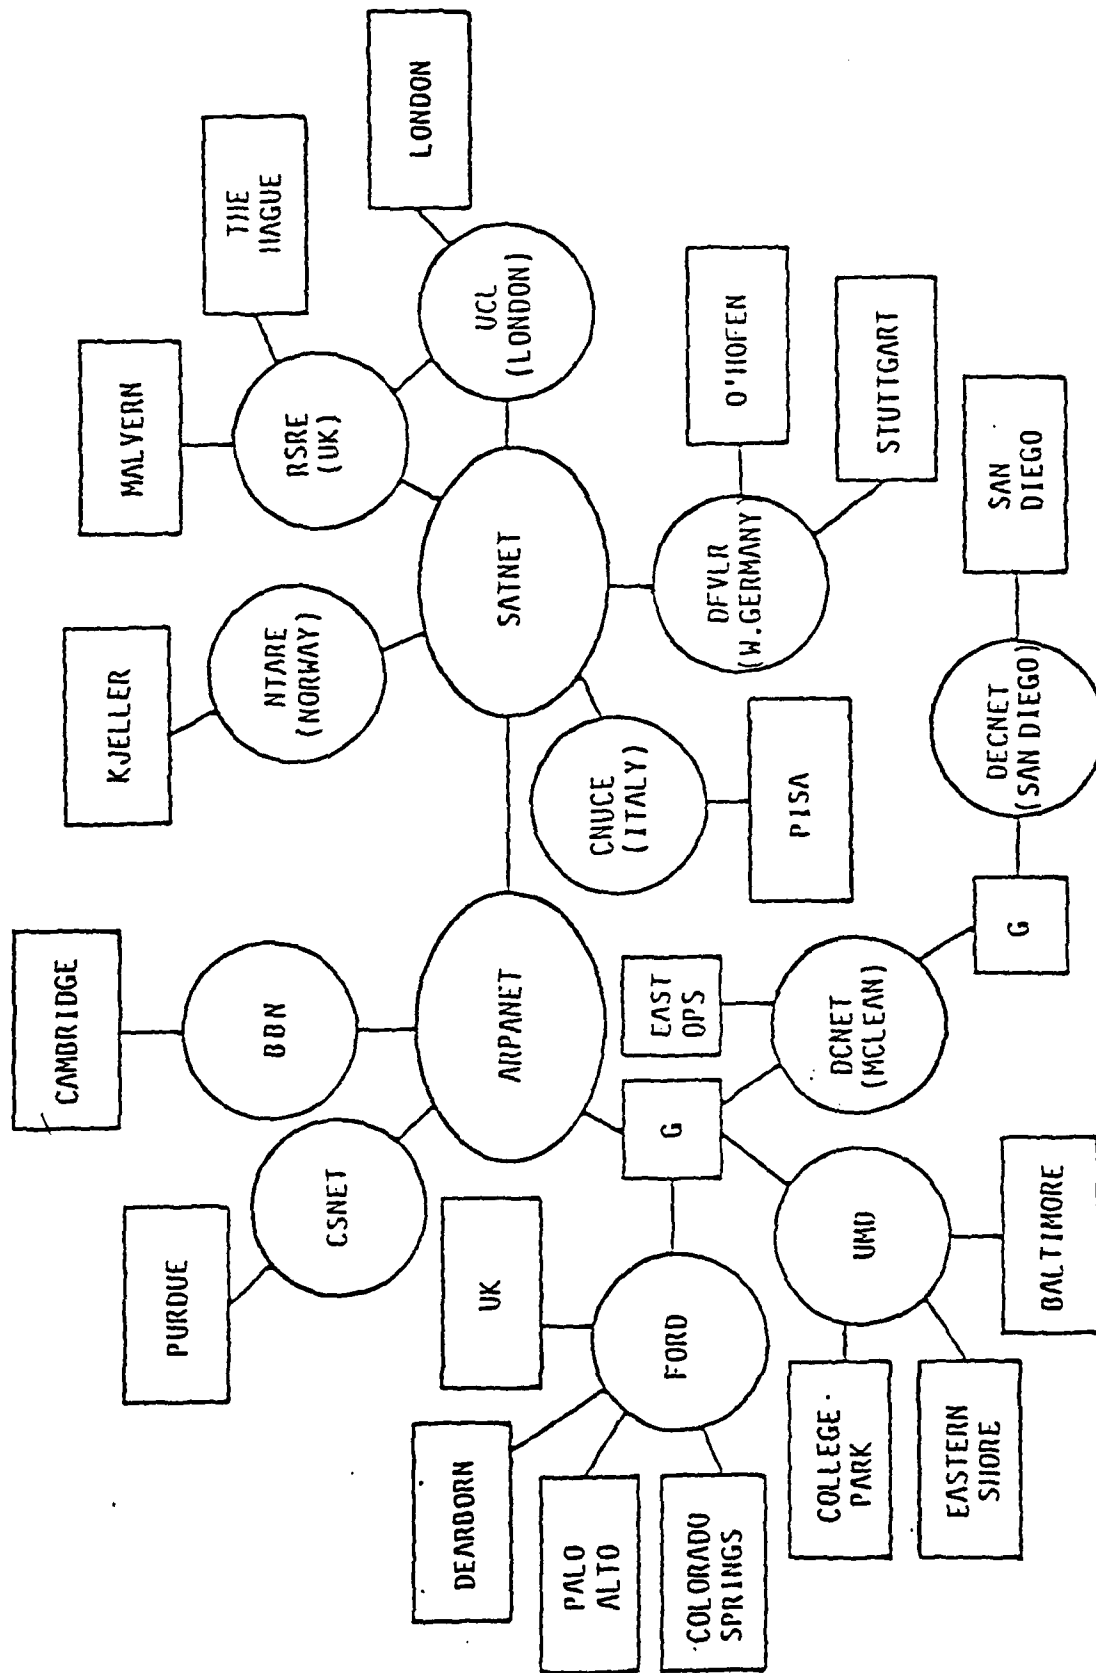 CAMBRIDGE
KJELLER
MALVERN
PURDUE
THE
HAGUE
BBN
NTARE
(NORWAY)
CSNET
RSRE
(UK)
LONDON
DEARBORN
UK
ARPANET
SATNET
UCL
(LONDON)
PALO
ALTO
CNUCE
(ITALY)
COLORADO
SPRINGS
FORD
G
EAST
OPS
DFVLR
(W.GERMANY)
O'HOFEN
PISA
COLLEGE
PARK
UMD
DCNET
(MCLEAN)
STUTTGART
EASTERN
SHORE
BALTIMORE
G
DECNET
(SAN DIEGO)
SAN
DIEGO